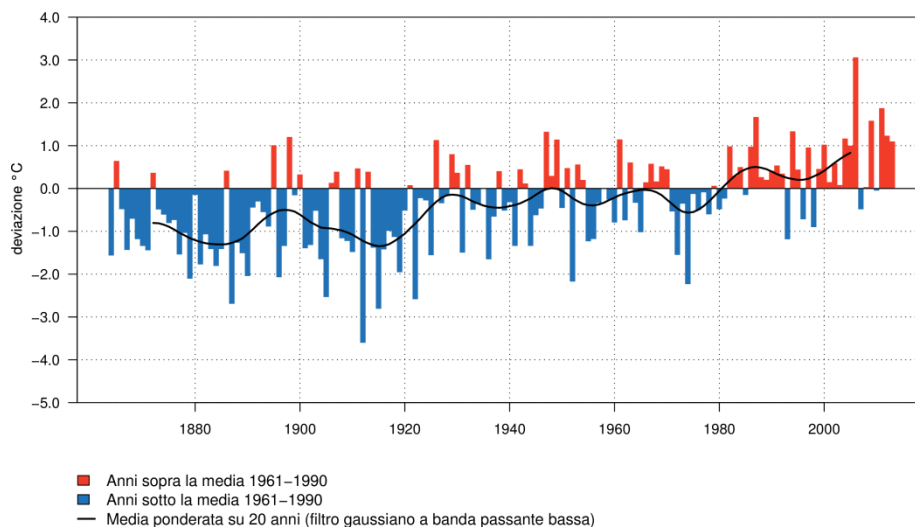 4.0
3.0
2.0
1.0
0.0
-1.0
-2.0
-3.0
-4.0
-5.0
deviazione °C
1880 1900 1920 1940 1960 1980 2000
Anni sopra la media 1961-1990
Anni sotto la media 1961-1990
Media ponderata su 20 anni (filtro gaussiano a banda passante bassa)